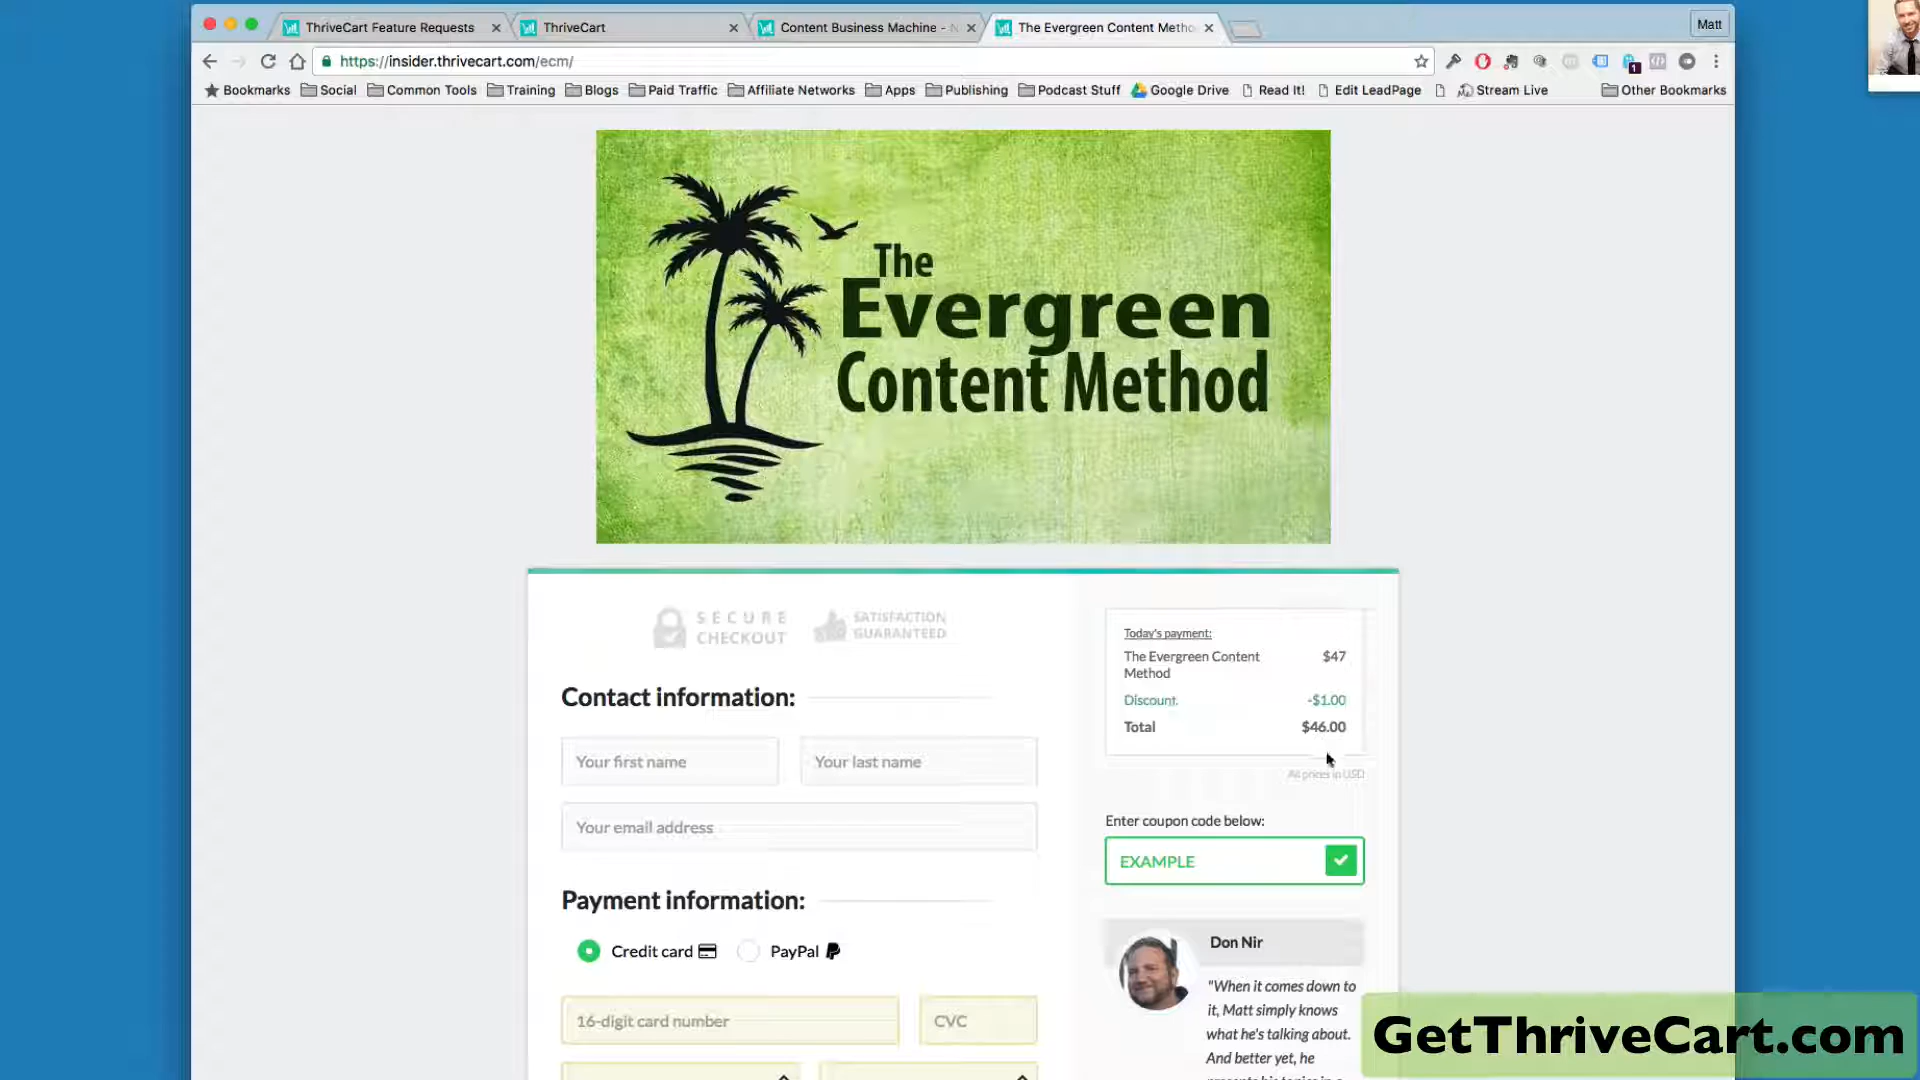 ThriveCart Feature Requests
ThriveCart
Content Business Machine -
The Evergreen Content Metho
Matt
https://insider.thrivecart.com/ecm/
Bookmarks Social Common Tools Training Blogs Paid Traffic Affiliate Networks Apps Publishing Podcast Stuff Google Drive Read It! Edit LeadPage Stream Live Other Bookmarks
The
Evergreen
Content Method
SECURE
CHECKOUT
SATISFACTION
GUARANTEED
Contact information:
Your first name
Your last name
Your email address
Payment information:
Credit card
PayPal
16-digit card number
CVC
Today's payment:
The Evergreen Content
Method
$47
Discount. -$1.00
Total $46.00
All prices in USD
Enter coupon code below:
EXAMPLE
Don Nir
"When it comes down to
it, Matt simply knows
what he's talking about.
And better yet, he
GetThriveCart.com